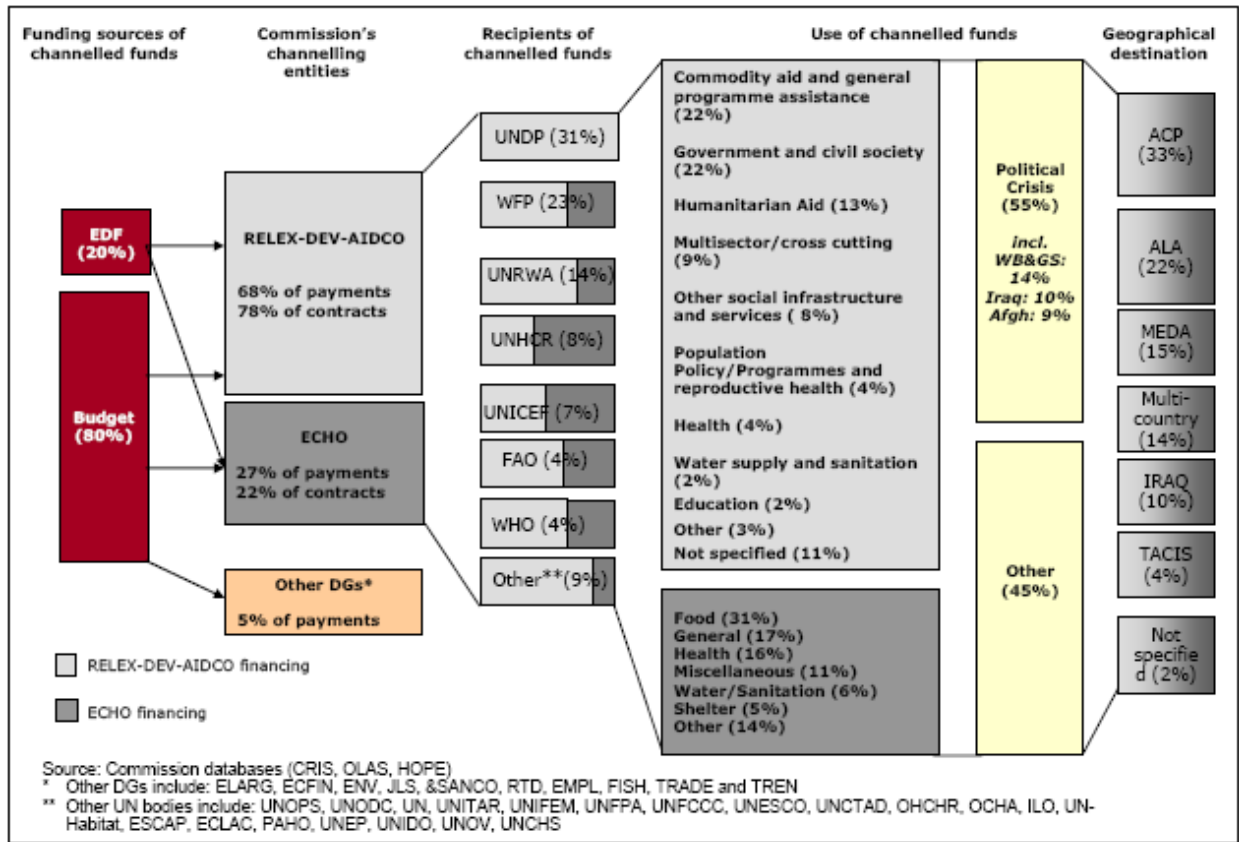 Funding sources of
channelled funds
Commission's
channelling
entities
Recipients of
channelled funds
Use of channelled funds
Geographical
destination
EDF
(20%)
Budget
(80%)
RELEX-DEV-AIDCO
68% of payments
78% of contracts
ECHO
27% of payments
22% of contracts
Other DGs*
5% of payments
UNDP (31%)
WFP (23%)
UNRWA (14%)
UNHCR (8%)
UNICEF (7%)
FAO (4%)
WHO (4%)
Other**(9%)
Commodity aid and general
programme assistance
(22%)
Government and civil society
(22%)
Humanitarian Aid (13%)
Multisector/cross cutting
(9%)
Other social infrastructure
and services ( 8%)
Population
Policy/Programmes and
reproductive health (4%)
Health (4%)
Water supply and sanitation
(2%)
Education (2%)
Other (3%)
Not specified (11%)
Food (31%)
General (17%)
Health (16%)
Miscellaneous (11%)
Water/Sanitation (6%)
Shelter (5%)
Other (14%)
Political
Crisis
(55%)
incl.
WB&GS:
14%
Iraq: 10%
Afgh: 9%
Other
(45%)
ACP
(33%)
ALA
(22%)
MEDA
(15%)
Multi-
country
(14%)
IRAQ
(10%)
TACIS
(4%)
Not
specifie
d (2%)
RELEX-DEV-AIDCO financing
ECHO financing
Source: Commission databases (CRIS, OLAS, HOPE)
* Other DGs include: ELARG, ECFIN, ENV, JLS, &SANCO, RTD, EMPL, FISH, TRADE and TREN
** Other UN bodies include: UNOPS, UNODC, UN, UNITAR, UNIFEM, UNFPA, UNFCCC, UNESCO, UNCTAD, OHCHR, OCHA, ILO, UN-
Habitat, ESCAP, ECLAC, PAHO, UNEP, UNIDO, UNOV, UNCHS